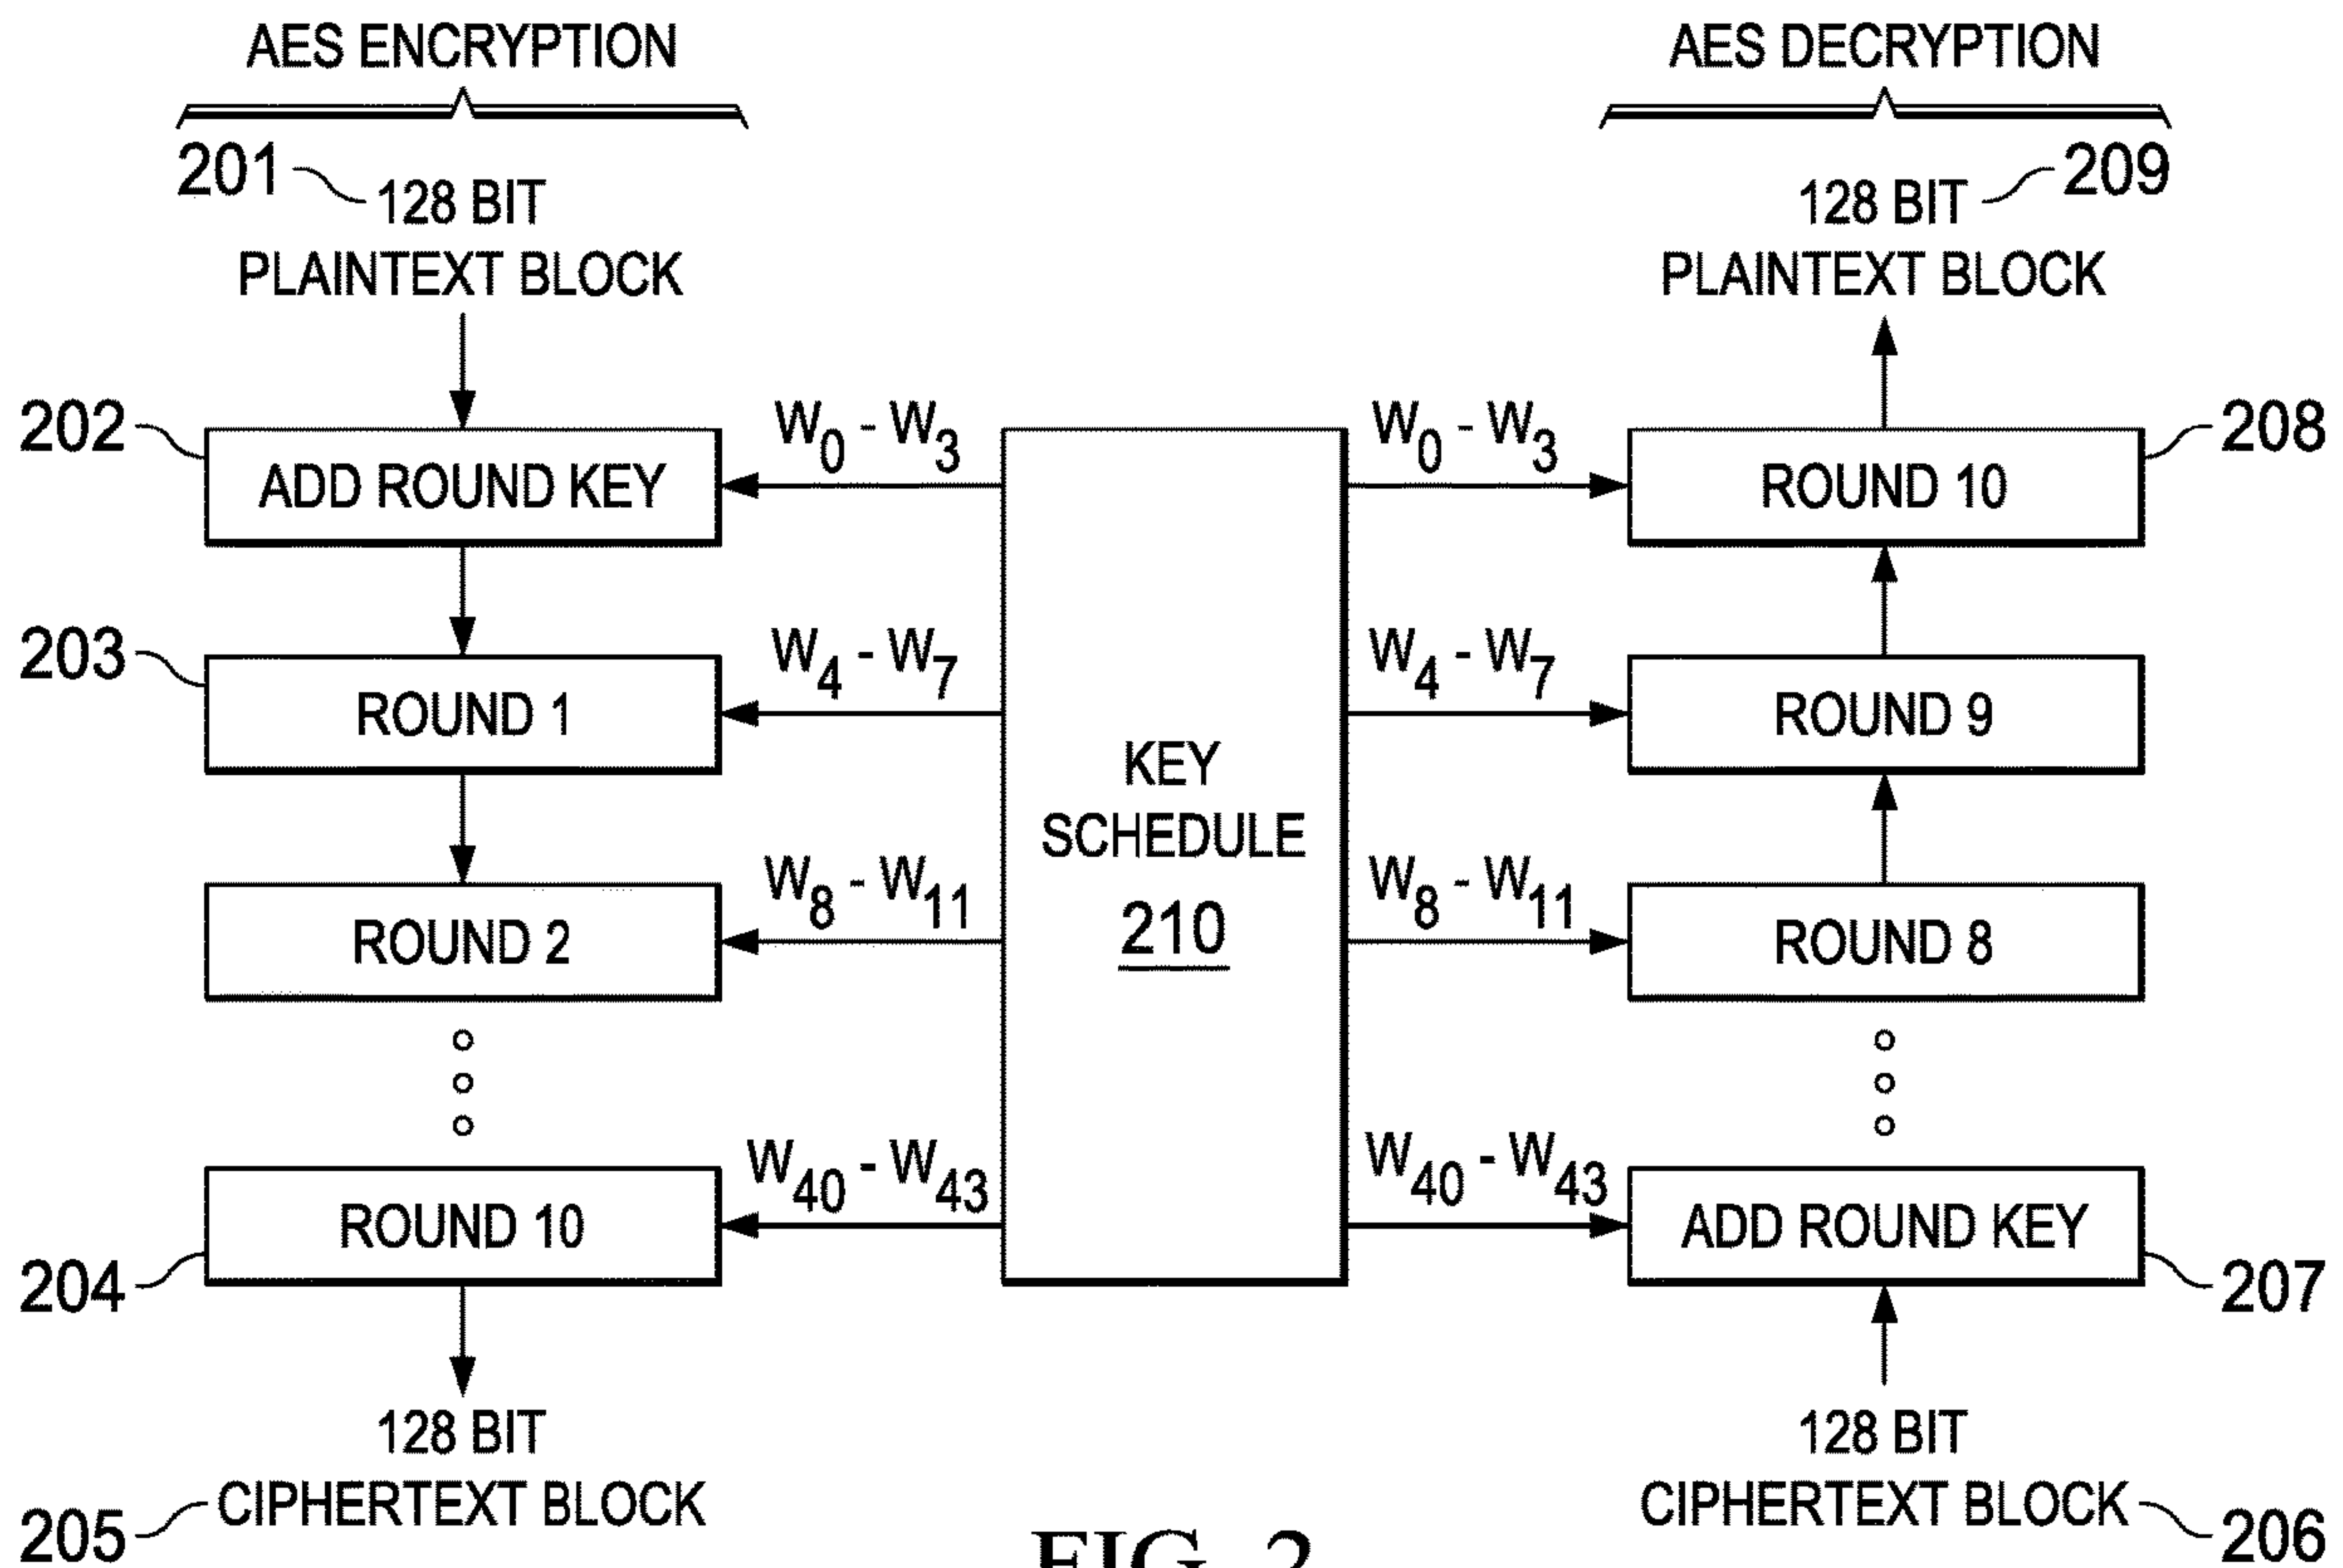 AES ENCRYPTION
201
128 BIT
PLAINTEXT BLOCK
202
ADD ROUND KEY
203
ROUND 1
ROUND 2
204
ROUND 10
128 BIT
205
CIPHERTEXT BLOCK
W0 - W3
W4 - W7
W8 - W11
W40 - W43
KEY
SCHEDULE
210
W0 - W3
W4 - W7
W8 - W11
W40 - W43
AES DECRYPTION
209
128 BIT
PLAINTEXT BLOCK
208
ROUND 10
ROUND 9
ROUND 8
ADD ROUND KEY
207
128 BIT
CIPHERTEXT BLOCK
206
FIG. 2